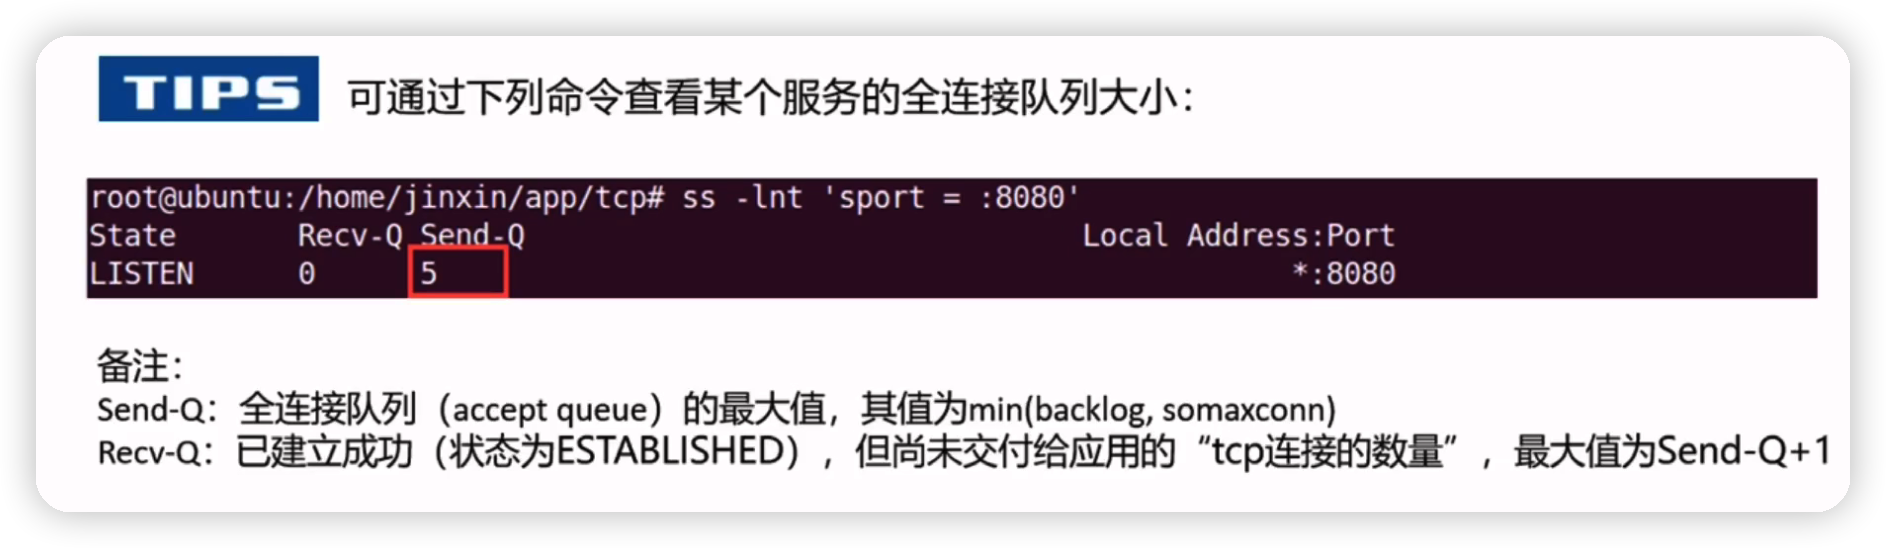 TIPS 可通过下列命令查看某个服务的全连接队列大小：
root@ubuntu:/home/jinxin/app/tcp# ss -lnt 'sport = :8080'
State Recv-Q Send-Q Local Address:Port
LISTEN 0 5 *:8080
备注：
Send-Q：全连接队列（accept queue）的最大值，其值为min(backlog, somaxconn)
Recv-Q：已建立成功（状态为ESTABLISHED），但尚未交付给应用的“tcp连接的数量”，最大值为Send-Q+1